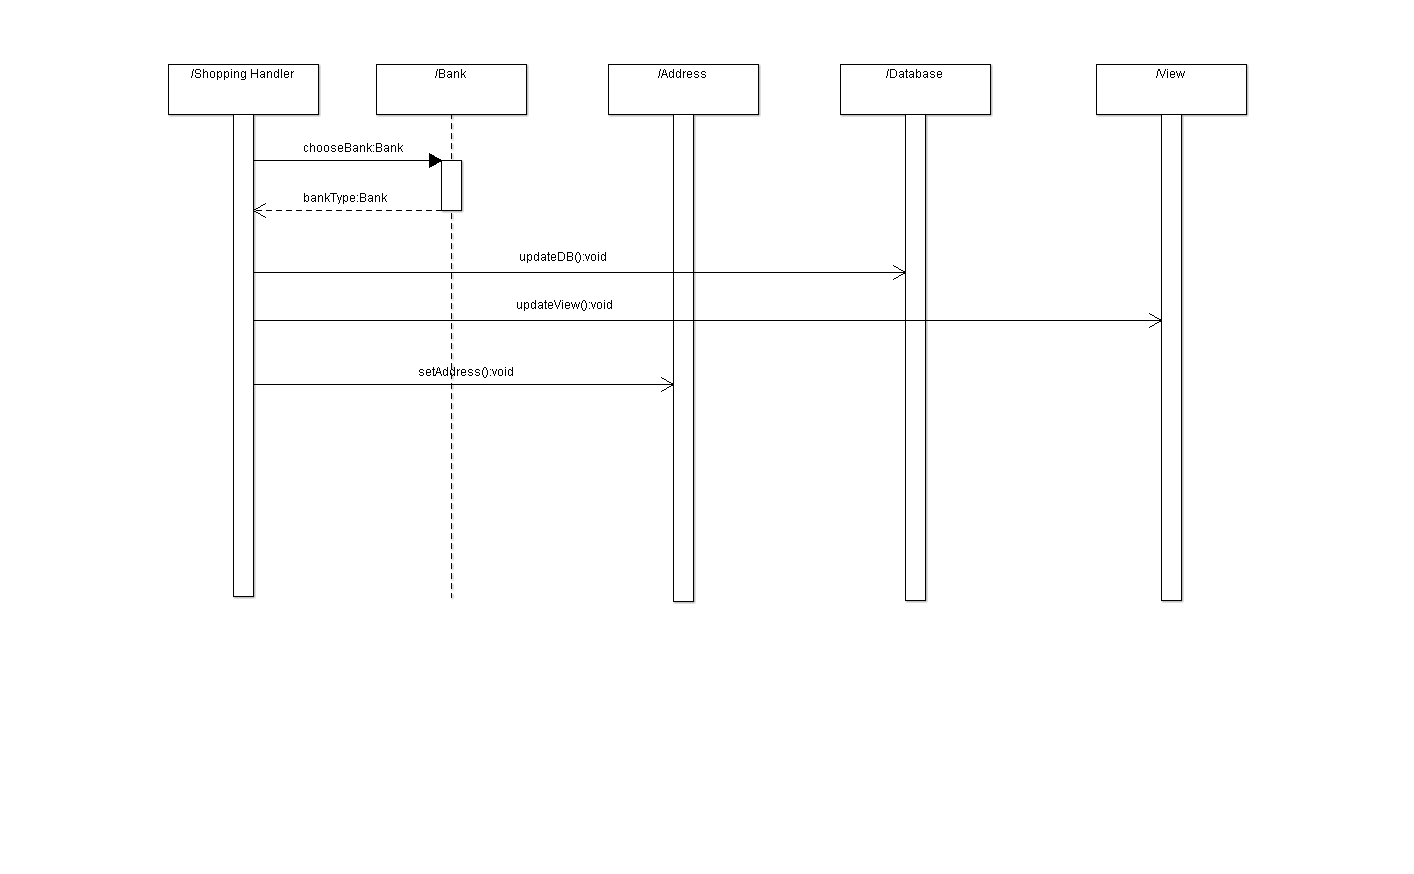 /Shopping Handler
/Bank
/Address
/Database
/View
chooseBank:Bank
bankType:Bank
updateDB():void
updateView():void
setAddress():void